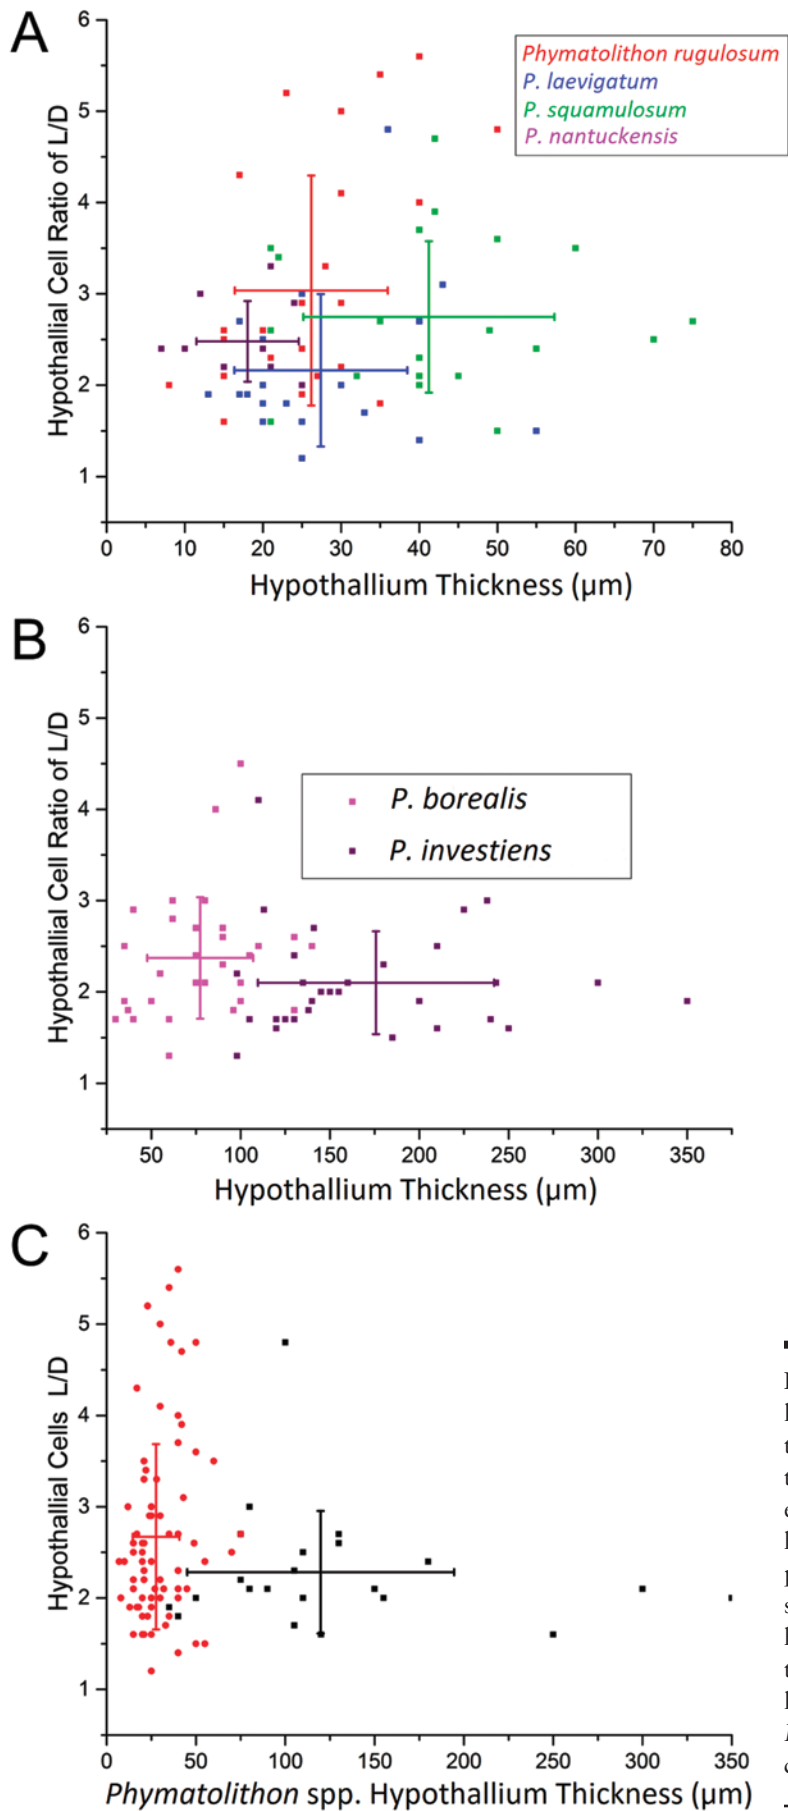 A
6
5
4
3
2
1
Hypothallial Cell Ratio of L/D
Phymatolithon rugulosum
P. laevigatum
P. squamulosum
P. nantuckensis
0 10 20 30 40 50 60 70 80
Hypothallium Thickness (μm)
B
6
5
4
3
2
1
Hypothallial Cell Ratio of L/D
P. borealis
P. investiens
50 100 150 200 250 300 350
Hypothallium Thickness (μm)
C
6
5
4
3
2
1
Hypothallial Cells L/D
0 50 100 150 200 250 300 350
Phymatolithon spp. Hypothallium Thickness (μm)